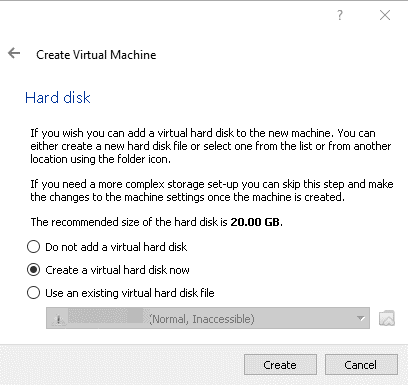 ?
Create Virtual Machine
Hard disk
If you wish you can add a virtual hard disk to the new machine. You can
either create a new hard disk file or select one from the list or from another
location using the folder icon.
If you need a more complex storage set-up you can skip this step and make
the changes to the machine settings once the machine is created.
The recommended size of the hard disk is 20.00 GB.
Do not add a virtual hard disk
Create a virtual hard disk now
Use an existing virtual hard disk file
(Normal, Inaccessible)
Create Cancel